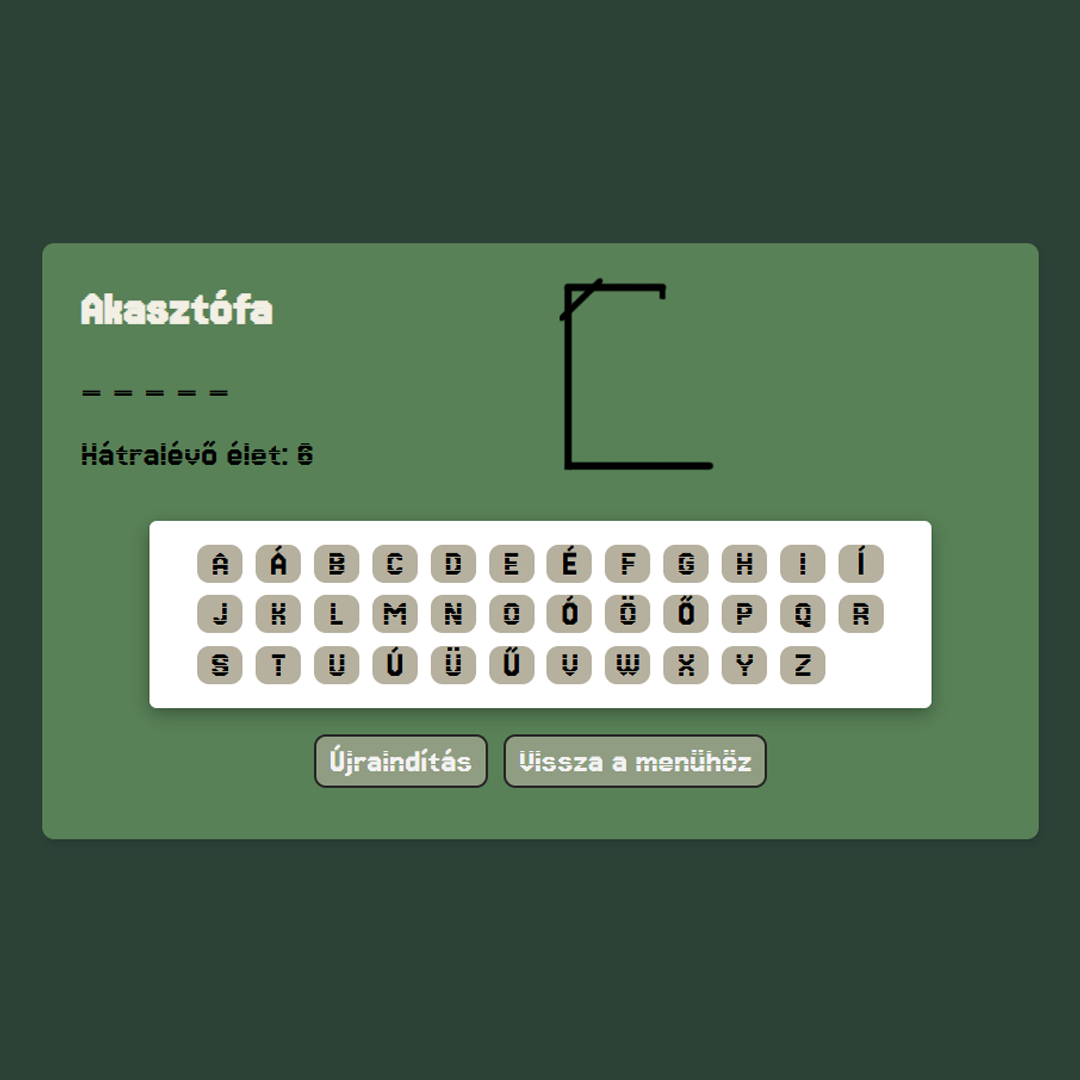 Akasztófa
_ _ _ _ _
Hátralévő élet: 6
A Á B C D E É F G H I Í
J K L M N O Ó Ö Ő P Q R
S T U Ú Ü Ű V W X Y Z
Újraindítás Vissza a menühöz